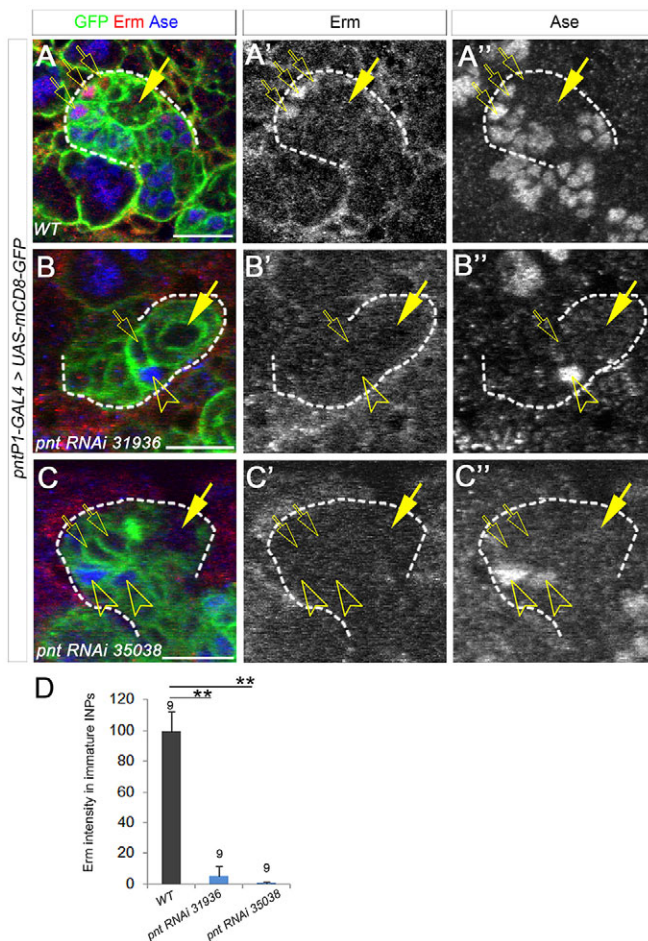 GFP Erm Ase
Erm
Ase
pntP1-GAL4 > UAS-mCD8-GFP
A
WT
A'
A''
B
pnt RNAi 31936
B'
B''
C
pnt RNAi 35038
C'
C''
D
Erm intensity in immature INPs
120
100
80
60
40
20
0
9
**
**
9
9
WT
pnt RNAi 31936
pnt RNAi 35038